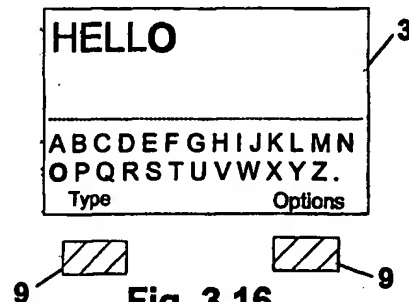 HELLO
3
ABCDEFGHIJKLMN
OPQRSTUVWXYZ.
Type Options
9 9
Fig. 3.16